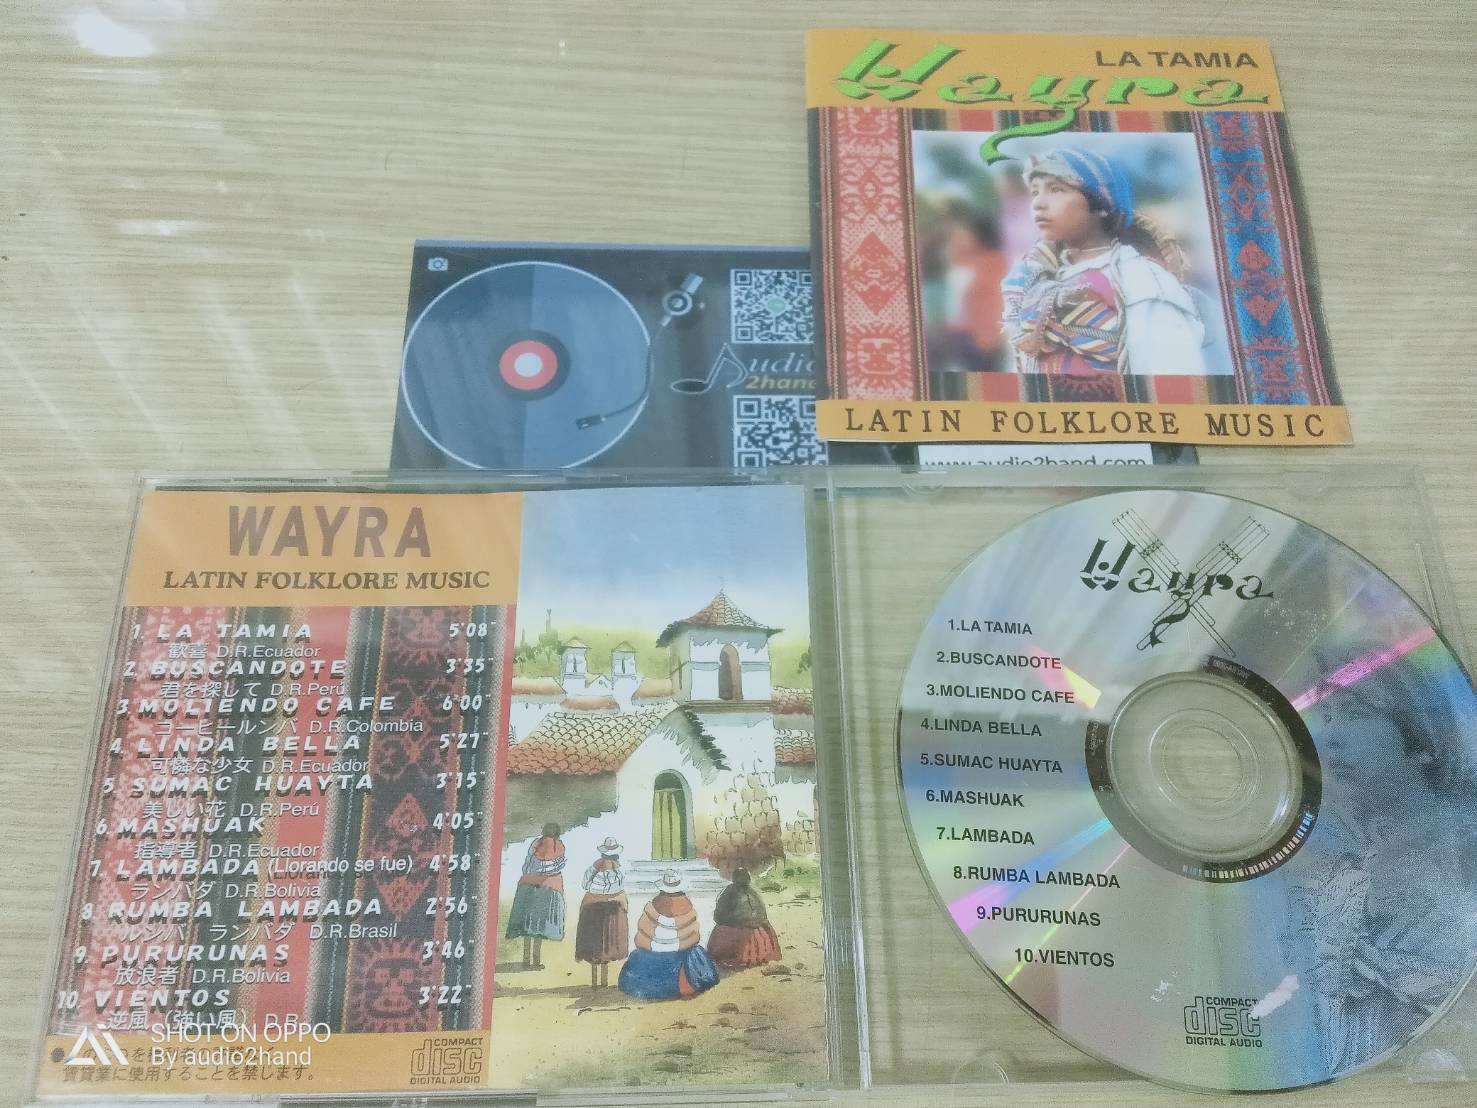 LA TAMIA
Wayra
LATIN FOLKLORE MUSIC
Audio
2hand
www.audio2hand.com
WAYRA
LATIN FOLKLORE MUSIC
1. LA TAMIA 5'08"
歓喜 D.R.Ecuador
2. BUSCANDOTE 3'35"
君を探して D.R.Perú
3. MOLIENDO CAFE 6'00"
コーヒールンバ D.R.Colombia
4. LINDA BELLA 5'27"
可憐な少女 D.R.Ecuador
5. SUMAC HUAYTA 3'15"
美しい花 D.R.Perú
6. MASHUAK 4'05"
指導者 D.R.Ecuador
7. LAMBADA (Llorando se fue) 4'58"
ランバダ D.R.Bolivia
8. RUMBA LAMBADA 2'56"
ルンバ ランバダ D.R.Brasil
9. PURURUNAS 3'46"
放浪者 D.R.Bolivia
10. VIENTOS 3'22"
逆風（強い風） D.R.
賃貸業に使用することを禁じます。
COMPACT
disc
DIGITAL AUDIO
Wayra
1.LA TAMIA
2.BUSCANDOTE
3.MOLIENDO CAFE
4.LINDA BELLA
5.SUMAC HUAYTA
6.MASHUAK
7.LAMBADA
8.RUMBA LAMBADA
9.PURURUNAS
10.VIENTOS
COMPACT
disc
DIGITAL AUDIO
SHOT ON OPPO
By audio2hand